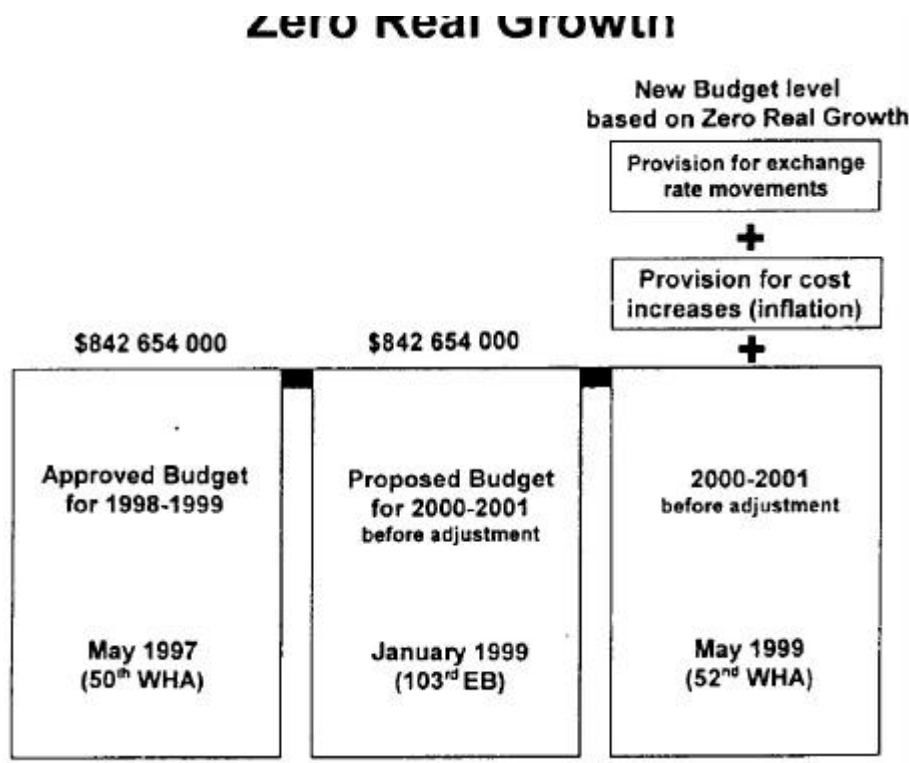 Zero Real Growth
New Budget level
based on Zero Real Growth
Provision for exchange
rate movements
+
Provision for cost
increases (inflation)
+
$842 654 000
$842 654 000
Approved Budget
for 1998-1999
May 1997
(50th WHA)
Proposed Budget
for 2000-2001
before adjustment
January 1999
(103rd EB)
2000-2001
before adjustment
May 1999
(52nd WHA)